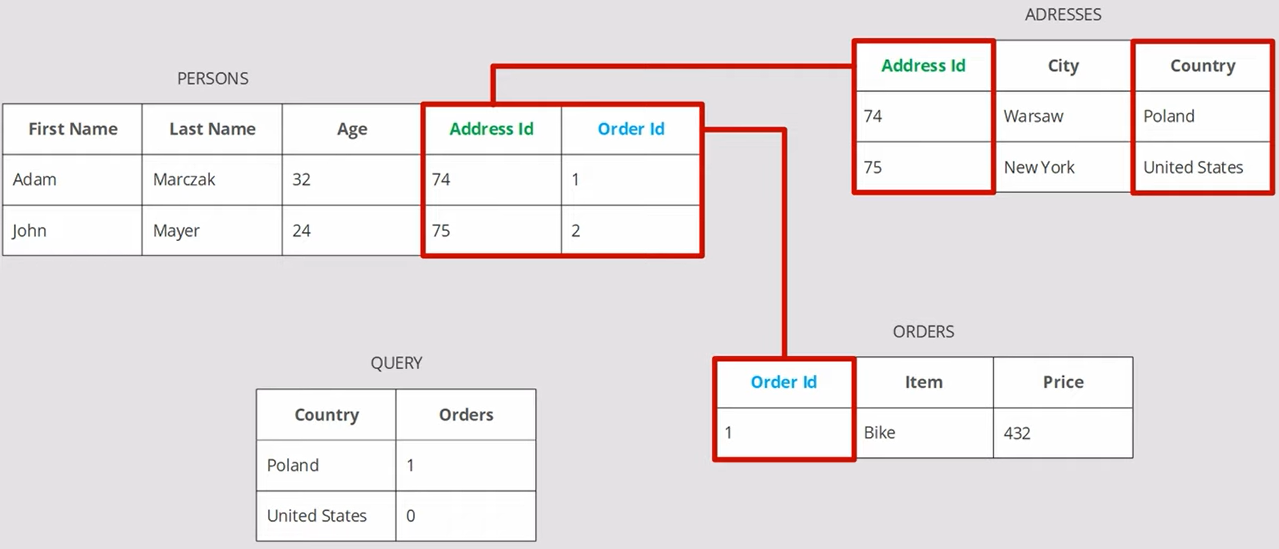 ADRESSES
Address Id City Country
74 Warsaw Poland
75 New York United States
PERSONS
First Name Last Name Age Address Id Order Id
Adam Marczak 32 74 1
John Mayer 24 75 2
ORDERS
Order Id Item Price
1 Bike 432
QUERY
Country Orders
Poland 1
United States 0